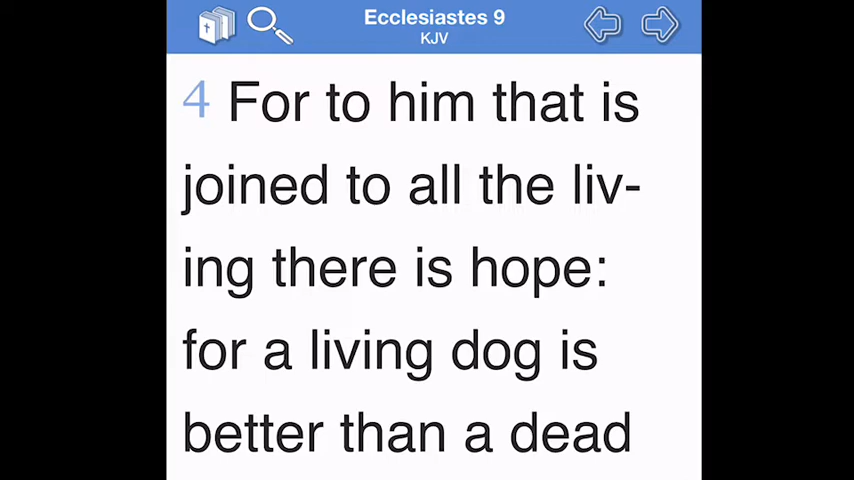 Ecclesiastes 9
KJV
4 For to him that is
joined to all the liv-
ing there is hope:
for a living dog is
better than a dead